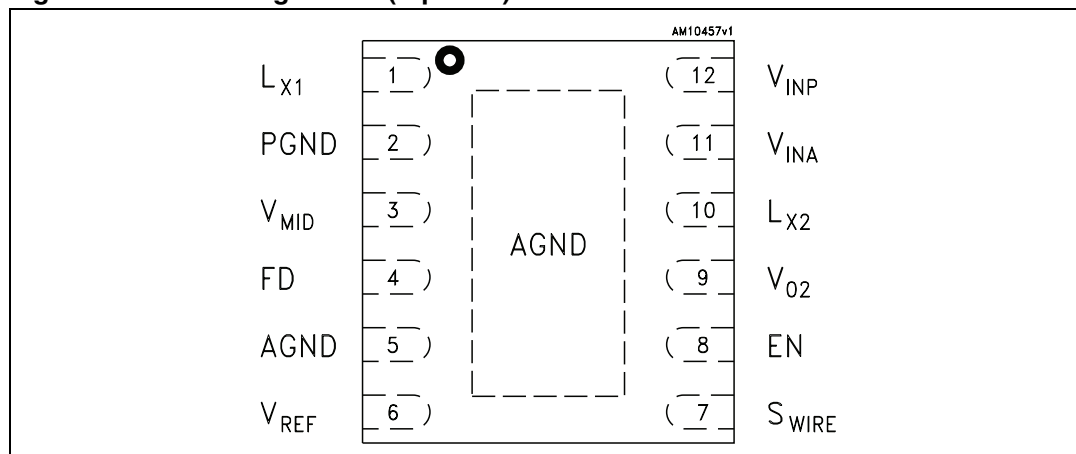 AM10457v1
LX1 1 12 VINP
PGND 2 11 VINA
VMID 3 10 LX2
FD 4 9 VO2
AGND
AGND 5 8 EN
VREF 6 7 SWIRE